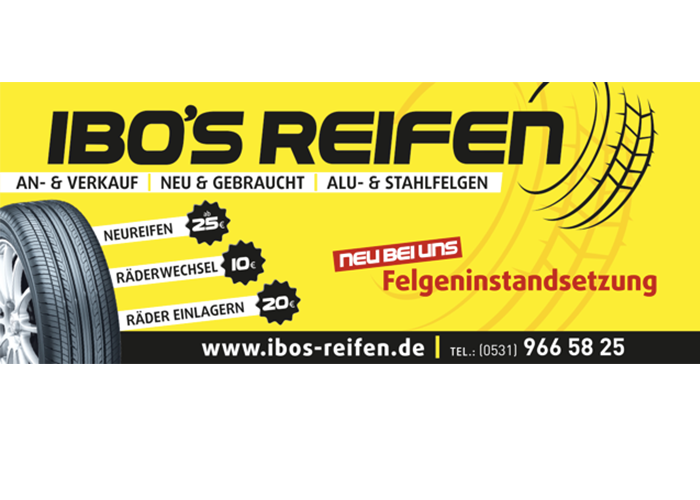 IBO'S REIFEN
AN- & VERKAUF | NEU & GEBRAUCHT | ALU- & STAHLFELGEN
NEUREIFEN ab 25€
RÄDERWECHSEL 10€
RÄDER EINLAGERN 20€
NEU BEI UNS
Felgeninstandsetzung
www.ibos-reifen.de | TEL.: (0531) 966 58 25